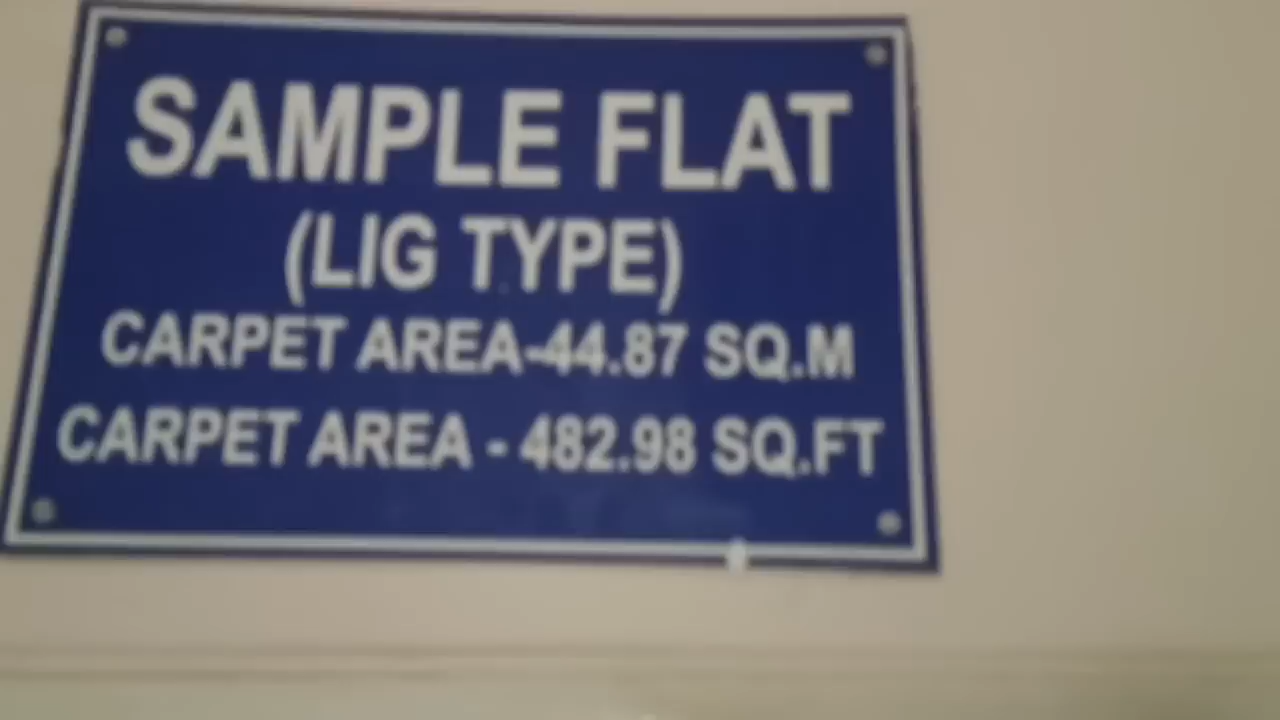 SAMPLE FLAT
(LIG TYPE)
CARPET AREA-44.87 SQ.M
CARPET AREA - 482.98 SQ.FT